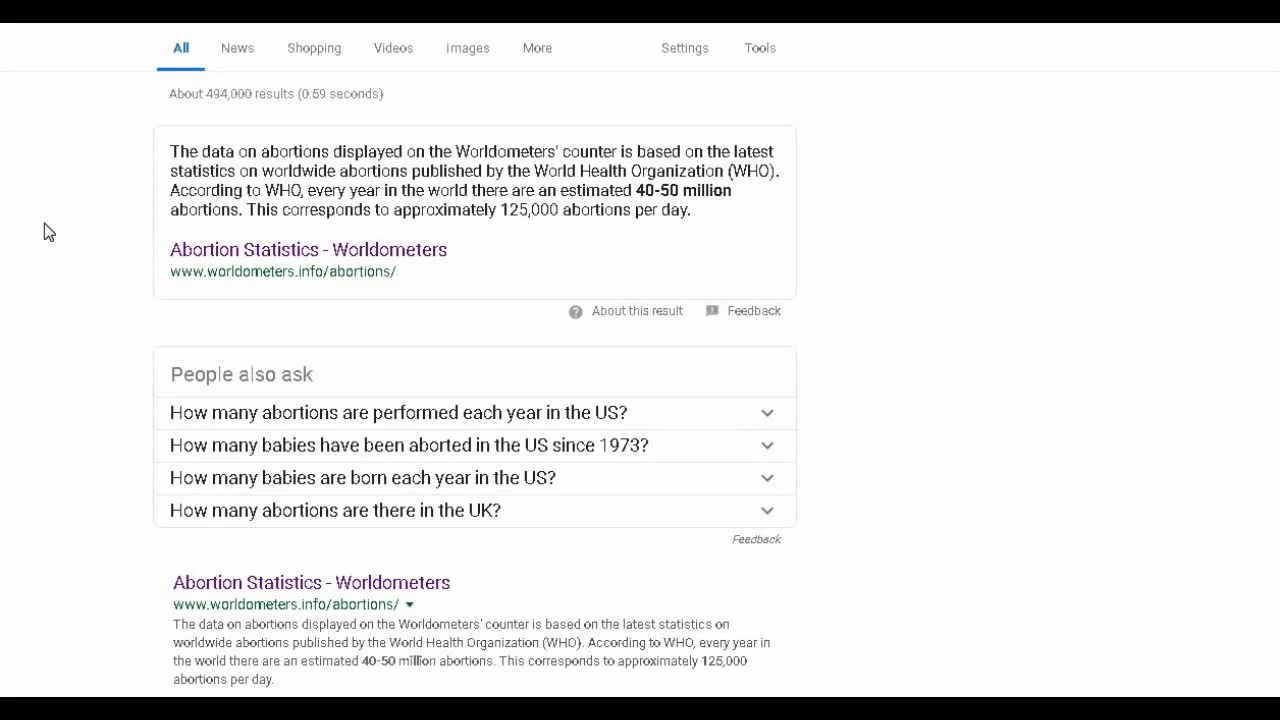 All News Shopping Videos Images More Settings Tools
About 494,000 results (0.59 seconds)
The data on abortions displayed on the Worldometers' counter is based on the latest
statistics on worldwide abortions published by the World Health Organization (WHO).
According to WHO, every year in the world there are an estimated 40-50 million
abortions. This corresponds to approximately 125,000 abortions per day.
Abortion Statistics - Worldometers
www.worldometers.info/abortions/
About this result Feedback
People also ask
How many abortions are performed each year in the US?
How many babies have been aborted in the US since 1973?
How many babies are born each year in the US?
How many abortions are there in the UK?
Feedback
Abortion Statistics - Worldometers
www.worldometers.info/abortions/
The data on abortions displayed on the Worldometers' counter is based on the latest statistics on
worldwide abortions published by the World Health Organization (WHO). According to WHO, every year in
the world there are an estimated 40-50 million abortions. This corresponds to approximately 125,000
abortions per day.